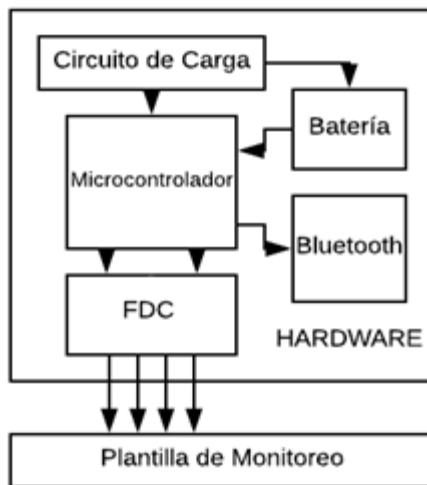 Circuito de Carga
Batería
Microcontrolador
Bluetooth
FDC
HARDWARE
Plantilla de Monitoreo